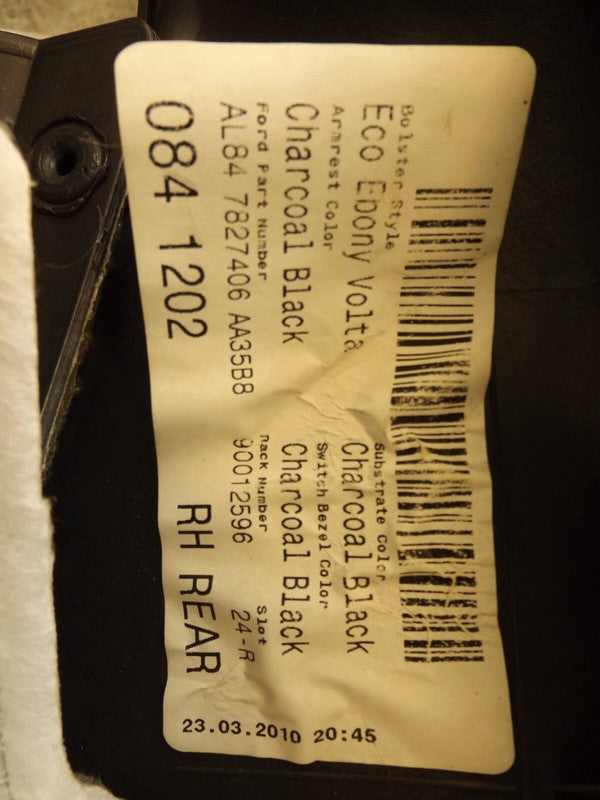 Bolster Style
Eco Ebony Volta
Substrate Color
Charcoal Black
Armrest Color
Charcoal Black
Switch Bezel Color
Charcoal Black
Ford Part Number
AL84 7827406 AA35B8
Rack Number
90012596
Slot
24-R
084 1202
RH REAR
23.03.2010 20:45